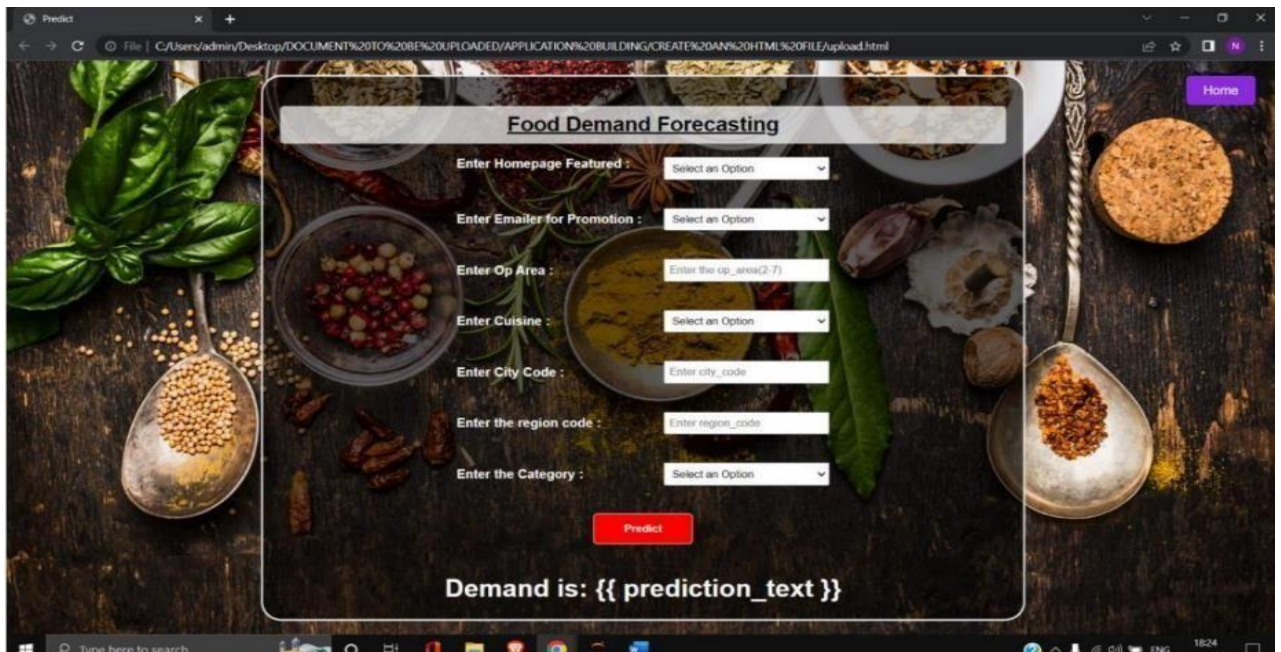 Predict
File | C:/Users/admin/Desktop/DOCUMENT%20TO%20BE%20UPLOADED/APPLICATION%20BUILDING/CREATE%20AN%20HTML%20FILE/upload.html
N
Home
Food Demand Forecasting
Enter Homepage Featured : Select an Option
Enter Emailer for Promotion : Select an Option
Enter Op Area : Enter the op_area(2-7)
Enter Cuisine : Select an Option
Enter City Code : Enter city_code
Enter the region code : Enter region_code
Enter the Category : Select an Option
Predict
Demand is: {{ prediction_text }}
Type here to search
ENG
18:24